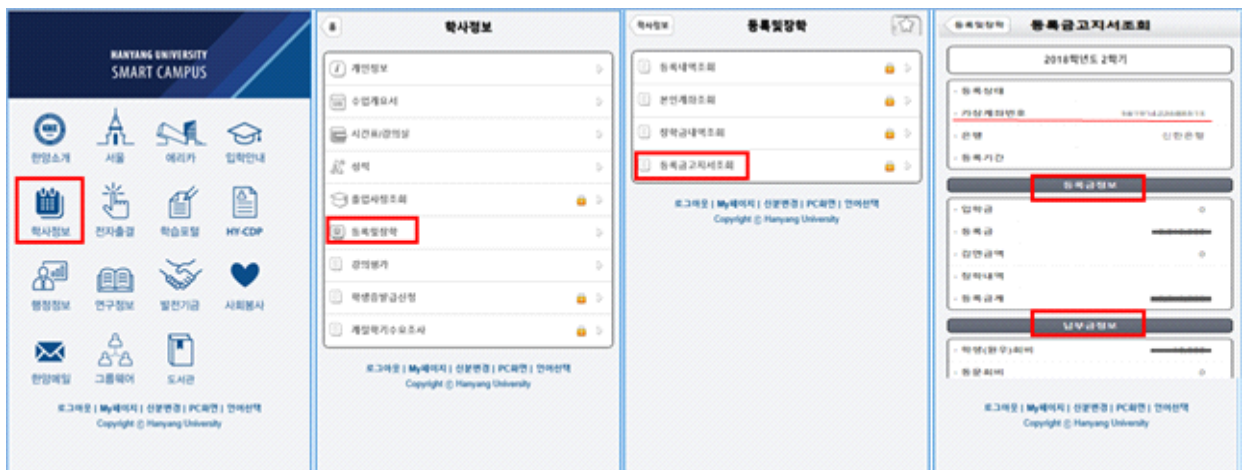 HANYANG UNIVERSITY
SMART CAMPUS
한양소개
서울
에리카
입학안내
학사정보
전자출결
학습포털
HY-CDP
행정정보
연구정보
발전기금
사회봉사
한양메일
그룹웨어
도서관
로그아웃 | My페이지 | 신분변경 | PC화면 | 언어선택
Copyright ⓒ Hanyang University
홈
학사정보
개인정보
수업계요서
시간표/강의실
성적
졸업사정조회
등록및장학
강의평가
학생증발급신청
계절학기수요조사
로그아웃 | My페이지 | 신분변경 | PC화면 | 언어선택
Copyright ⓒ Hanyang University
학사정보
등록및장학
등록내역조회
본인계좌조회
장학금내역조회
등록금고지서조회
로그아웃 | My페이지 | 신분변경 | PC화면 | 언어선택
Copyright ⓒ Hanyang University
등록및장학
등록금고지서조회
2018학년도 2학기
- 등록상태
- 가상계좌번호
- 은행 신한은행
- 등록기간
등록금정보
- 입학금 0
- 등록금
- 감면금액 0
- 장학내역
- 등록금계
납부금정보
- 학생(원우)회비
- 동문회비 0
로그아웃 | My페이지 | 신분변경 | PC화면 | 언어선택
Copyright ⓒ Hanyang University